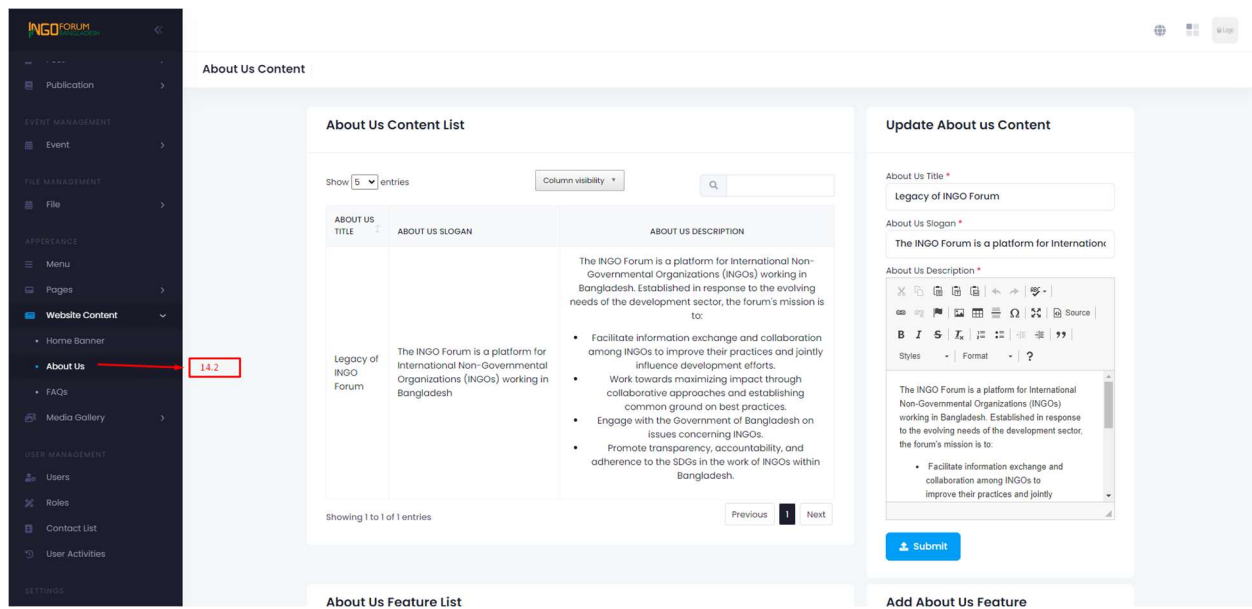 INGO FORUM
BANGLADESH
Publication
EVENT MANAGEMENT
Event
FILE MANAGEMENT
File
APPEREANCE
Menu
Pages
Website Content
Home Banner
About Us
14.2
FAQs
Media Gallery
USER MANAGEMENT
Users
Roles
Contact List
User Activities
SETTINGS
Logo
About Us Content
About Us Content List
Show 5 entries
Column visibility
ABOUT US TITLE
ABOUT US SLOGAN
ABOUT US DESCRIPTION
Legacy of
INGO
Forum
The INGO Forum is a platform for
International Non-Governmental
Organizations (INGOs) working in
Bangladesh
The INGO Forum is a platform for International Non-
Governmental Organizations (INGOs) working in
Bangladesh. Established in response to the evolving
needs of the development sector, the forum's mission is
to:
• Facilitate information exchange and collaboration
among INGOs to improve their practices and jointly
influence development efforts.
• Work towards maximizing impact through
collaborative approaches and establishing
common ground on best practices.
• Engage with the Government of Bangladesh on
issues concerning INGOs.
• Promote transparency, accountability, and
adherence to the SDGs in the work of INGOs within
Bangladesh.
Showing 1 to 1 of 1 entries
Previous 1 Next
Update About us Content
About Us Title *
Legacy of INGO Forum
About Us Slogan *
The INGO Forum is a platform for Internationa
About Us Description *
Source
B I S Tx
Styles Format ?
The INGO Forum is a platform for International
Non-Governmental Organizations (INGOs)
working in Bangladesh. Established in response
to the evolving needs of the development sector,
the forum's mission is to:
• Facilitate information exchange and
collaboration among INGOs to
improve their practices and jointly
Submit
About Us Feature List
Add About Us Feature